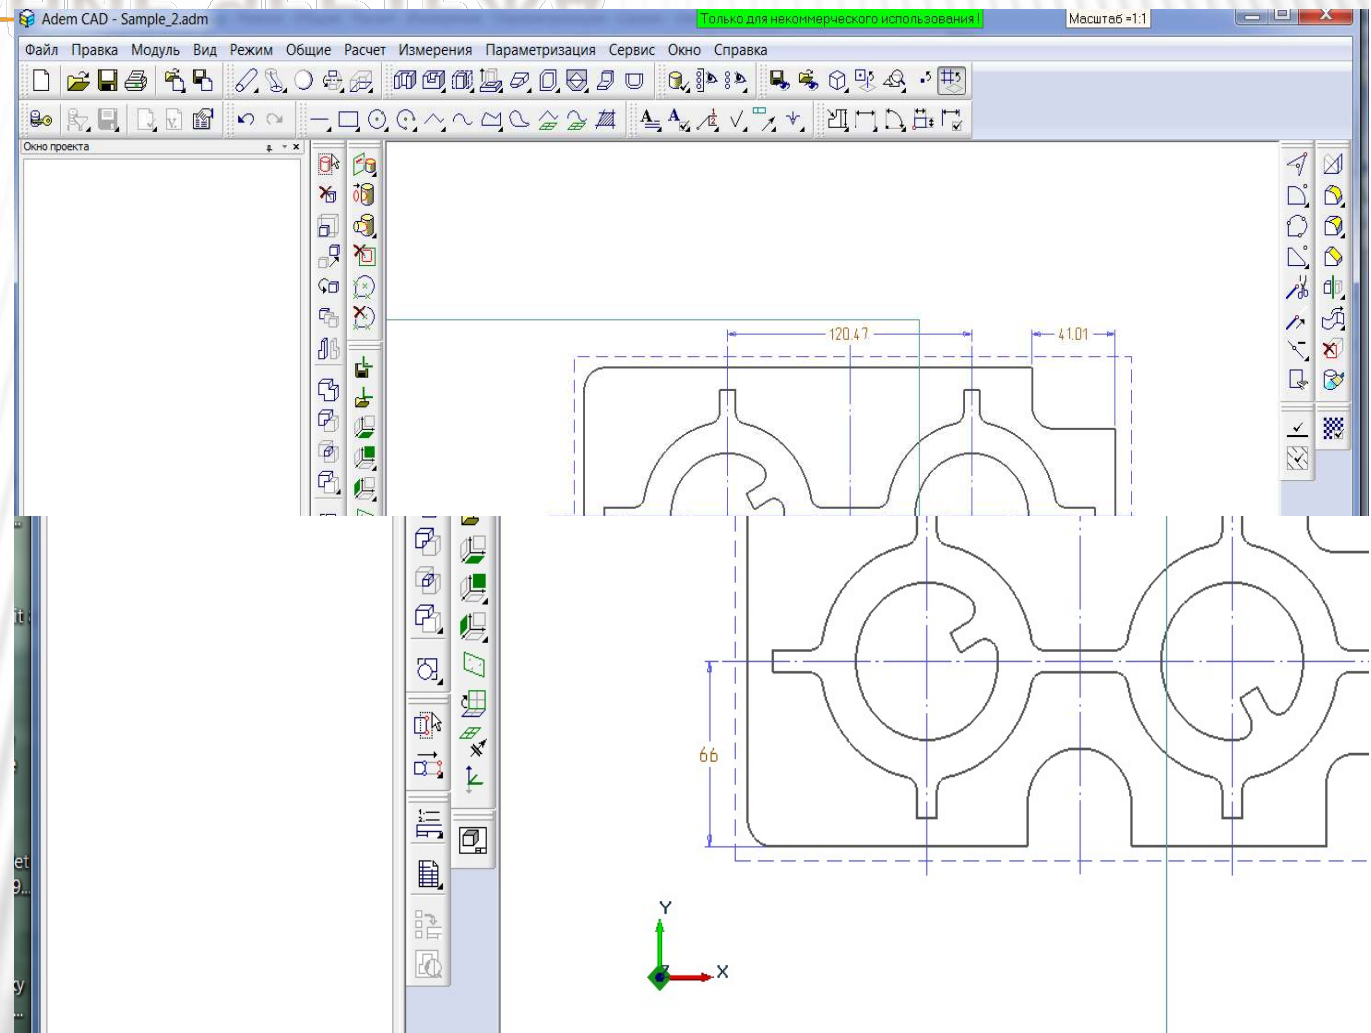 Adem CAD - Sample_2.adm
Только для некоммерческого использования !
Масштаб =1:1
Файл Правка Модуль Вид Режим Общие Расчет Измерения Параметризация Сервис Окно Справка
Окно проекта
120.47
41.01
66
Y
Z
X